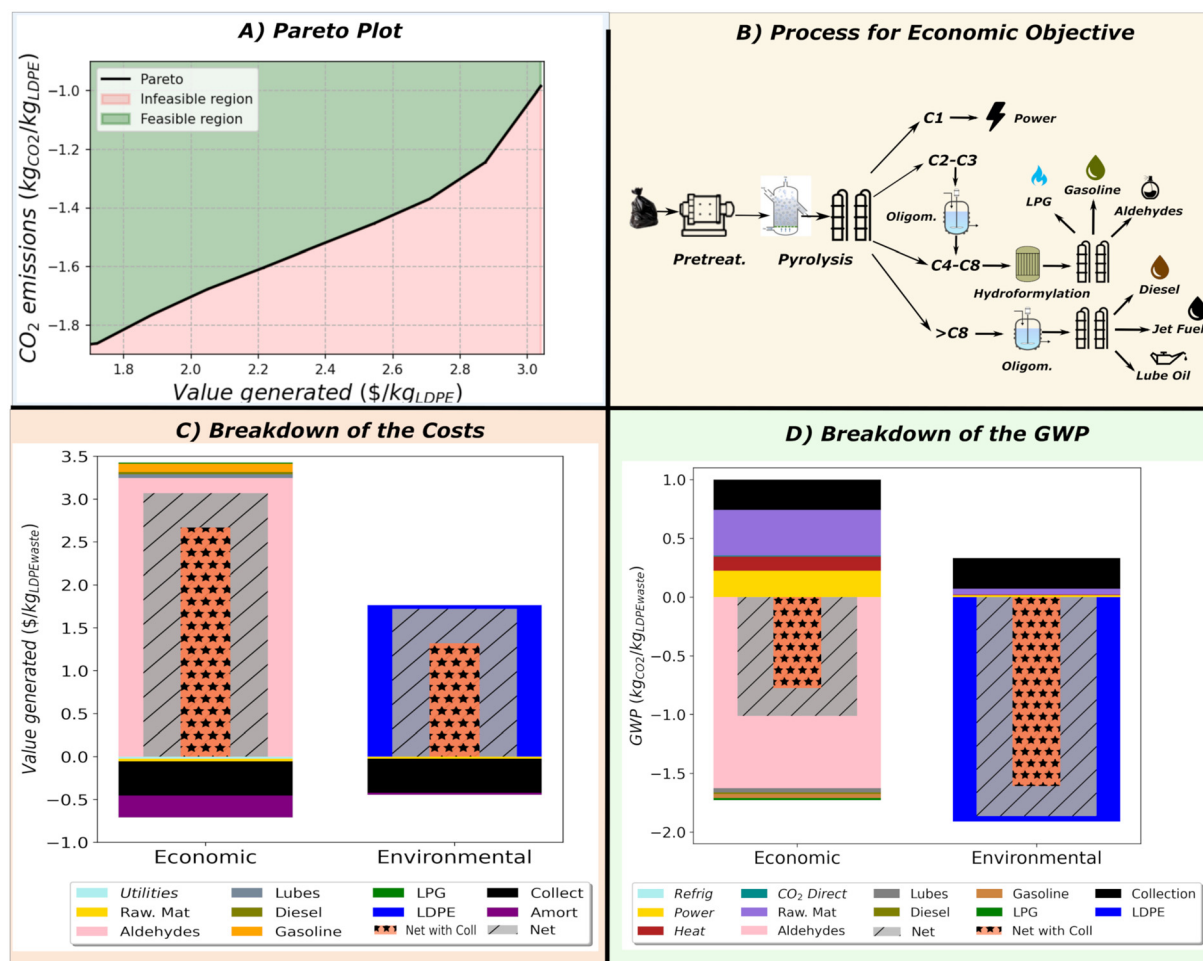 A) Pareto Plot
CO₂ emissions (kg_CO2/kg_LDPE)
-1.0
-1.2
-1.4
-1.6
-1.8
Pareto
Infeasible region
Feasible region
1.8 2.0 2.2 2.4 2.6 2.8 3.0
Value generated ($/kg_LDPE)
B) Process for Economic Objective
C1
Power
C2-C3
Gasoline
LPG
Aldehydes
Oligom.
Pretreat.
Pyrolysis
C4-C8
Hydroformylation
Diesel
>C8
Jet Fuel
Oligom.
Lube Oil
C) Breakdown of the Costs
Value generated ($/kg_LDPEwaste)
3.5
3.0
2.5
2.0
1.5
1.0
0.5
0.0
−0.5
−1.0
Economic Environmental
Utilities Lubes LPG Collect
Raw. Mat Diesel LDPE Amort
Aldehydes Gasoline Net with Coll Net
D) Breakdown of the GWP
GWP (kg_CO2/kg_LDPEwaste)
1.0
0.5
0.0
−0.5
−1.0
−1.5
−2.0
Economic Environmental
Refrig CO₂ Direct Lubes Gasoline Collection
Power Raw. Mat Diesel LPG LDPE
Heat Aldehydes Net Net with Coll